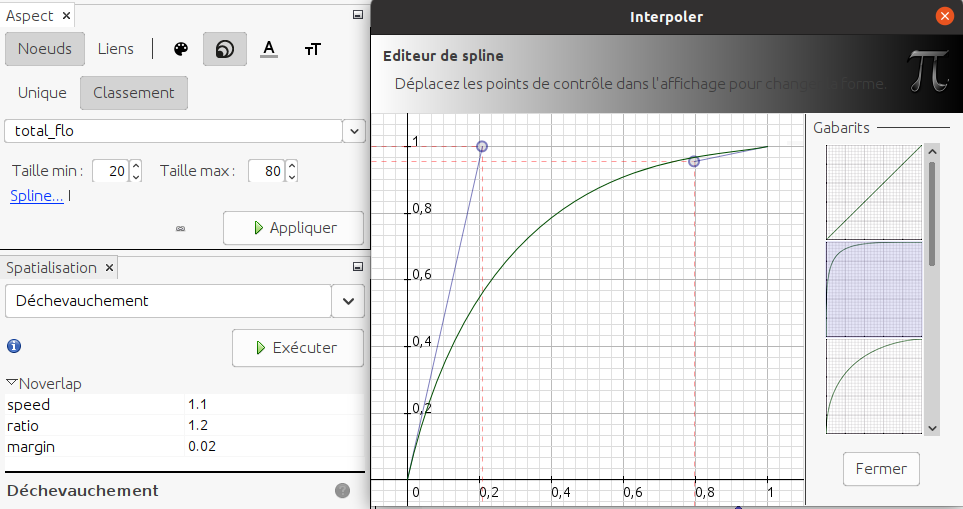 Aspect ×
Noeuds Liens A тT
Unique Classement
total_flo
Taille min : 20 Taille max : 80
Spline...
Appliquer
Spatialisation ×
Déchevauchement
Exécuter
Noverlap
speed 1.1
ratio 1.2
margin 0.02
Déchevauchement ?
Interpoler
Editeur de spline
Déplacez les points de contrôle dans l'affichage pour changer forme.
π
1
0,8
0,6
0,4
0,2
0 0,2 0,4 0,6 0,8 1
Gabarits
Fermer